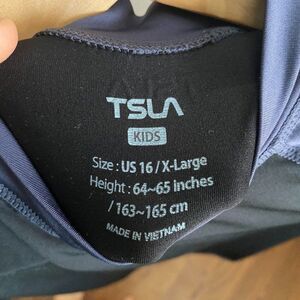 TSLA
KIDS
Size : US 16 / X-Large
Height : 64~65 inches
/ 163~165 cm
MADE IN VIETNAM